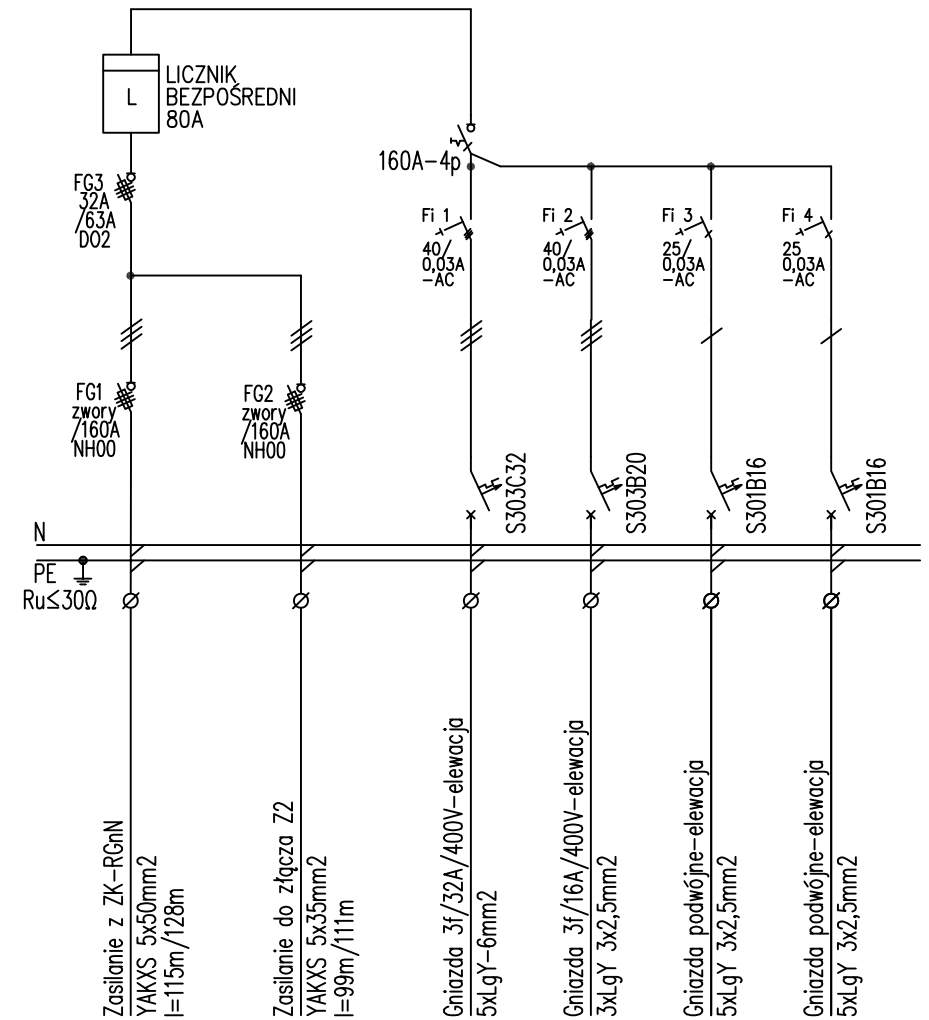 L
LICZNIK
BEZPOŚREDNI
80A
160A-4p
FG3
32A
/63A
DO2
Fi 1
40/
0,03A
-AC
Fi 2
40/
0,03A
-AC
Fi 3
25/
0,03A
-AC
Fi 4
25
0,03A
-AC
FG1
zwory
/160A
NH00
FG2
zwory
/160A
NH00
S303C32
S303B20
S301B16
S301B16
N
PE
Ru≤30Ω
Zasilanie z ZK-RGnN
YAKXS 5x50mm2
l=115m/128m
Zasilanie do złącza Z2
YAKXS 5x35mm2
l=99m/111m
Gniazda 3f/32A/400V-elewacja
5xLgY-6mm2
Gniazda 3f/16A/400V-elewacja
3xLgY 3x2,5mm2
Gniazda podwójne-elewacja
5xLgY 3x2,5mm2
Gniazda podwójne-elewacja
5xLgY 3x2,5mm2